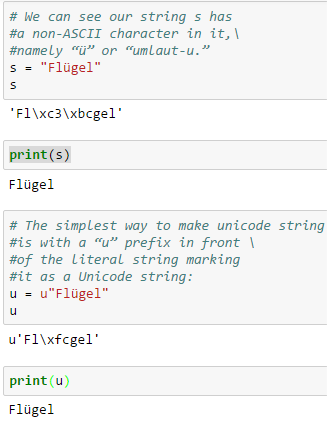 # We can see our string s has
#a non-ASCII character in it,\
#namely “ü” or “umlaut-u.”
s = "Flügel"
s
'Fl\xc3\xbcgel'
print(s)
Flügel
# The simplest way to make unicode string
#is with a “u” prefix in front \
#of the literal string marking
#it as a Unicode string:
u = u"Flügel"
u
u'Fl\xfcgel'
print(u)
Flügel